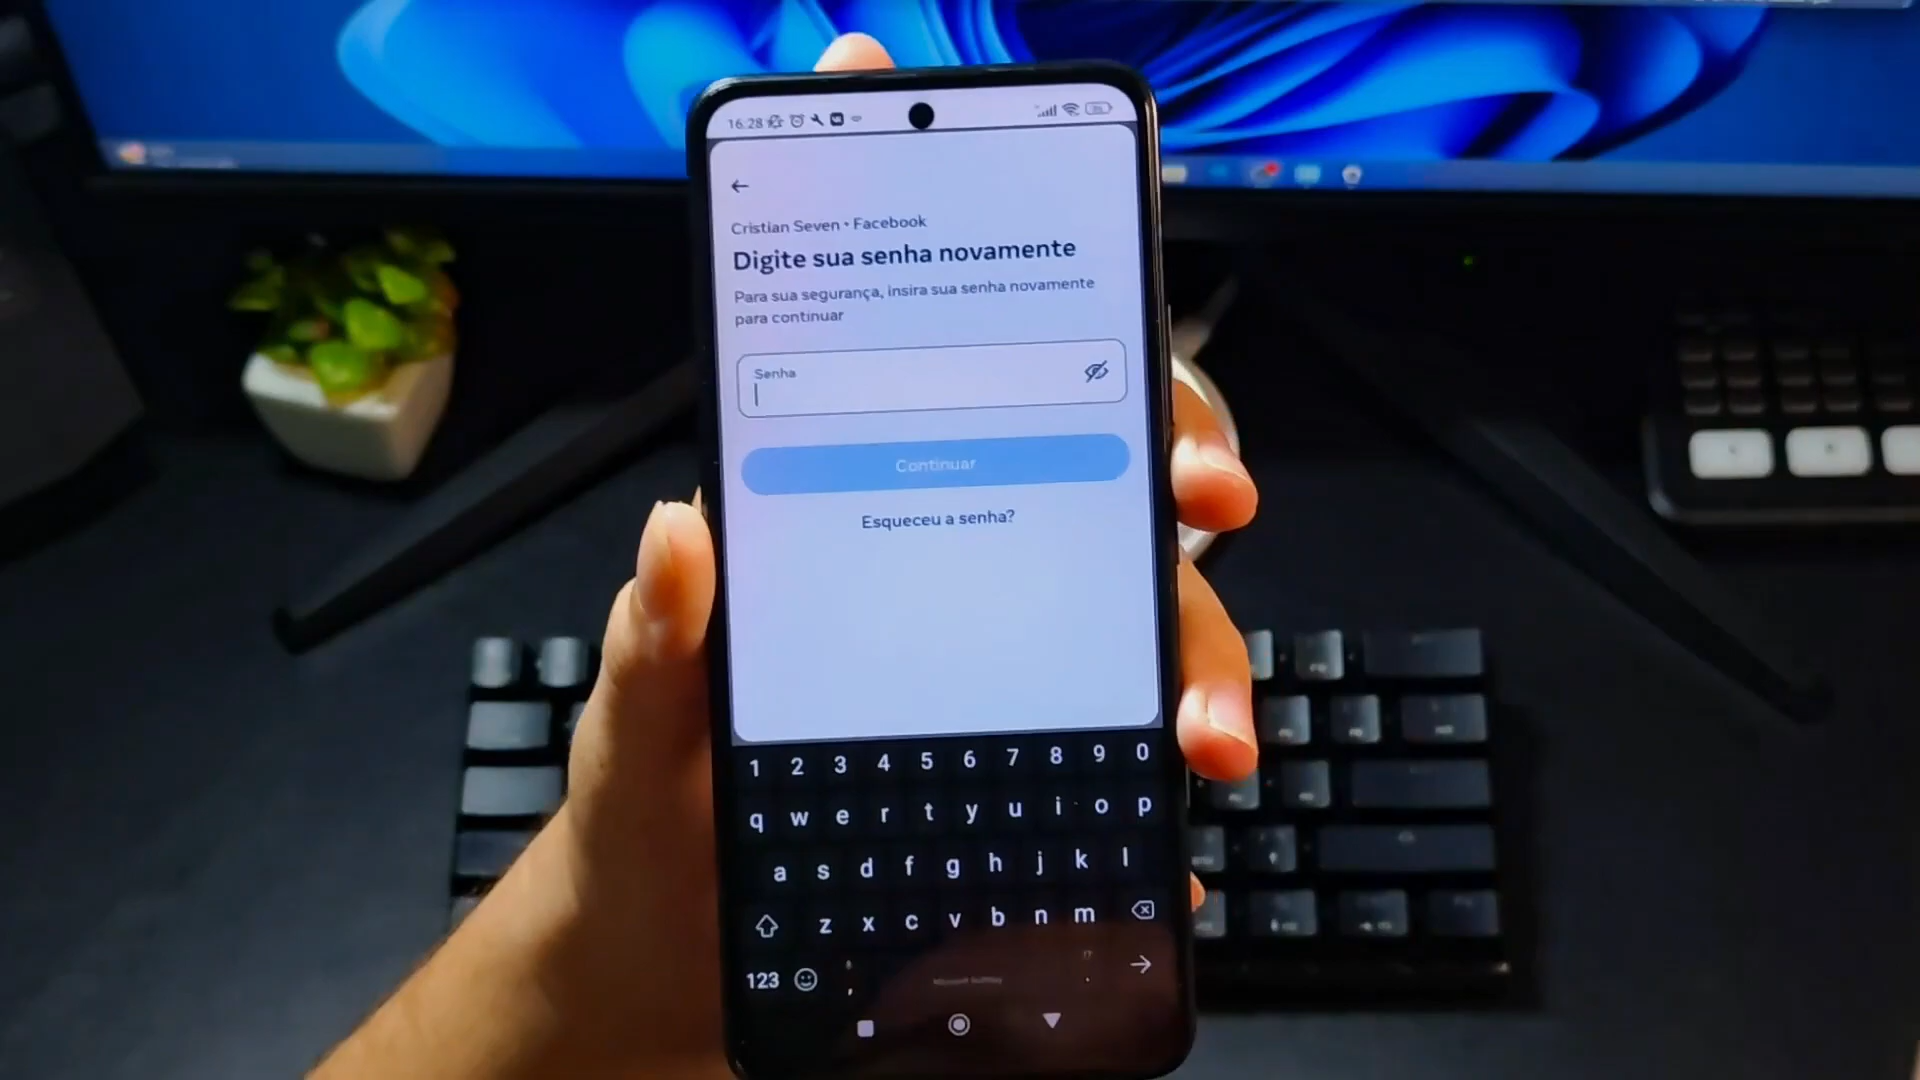 16:28
Cristian Seven • Facebook
Digite sua senha novamente
Para sua segurança, insira sua senha novamente
para continuar
Senha
Continuar
Esqueceu a senha?
1 2 3 4 5 6 7 8 9 0
q w e r t y u i o p
a s d f g h j k l
z x c v b n m
123 , .